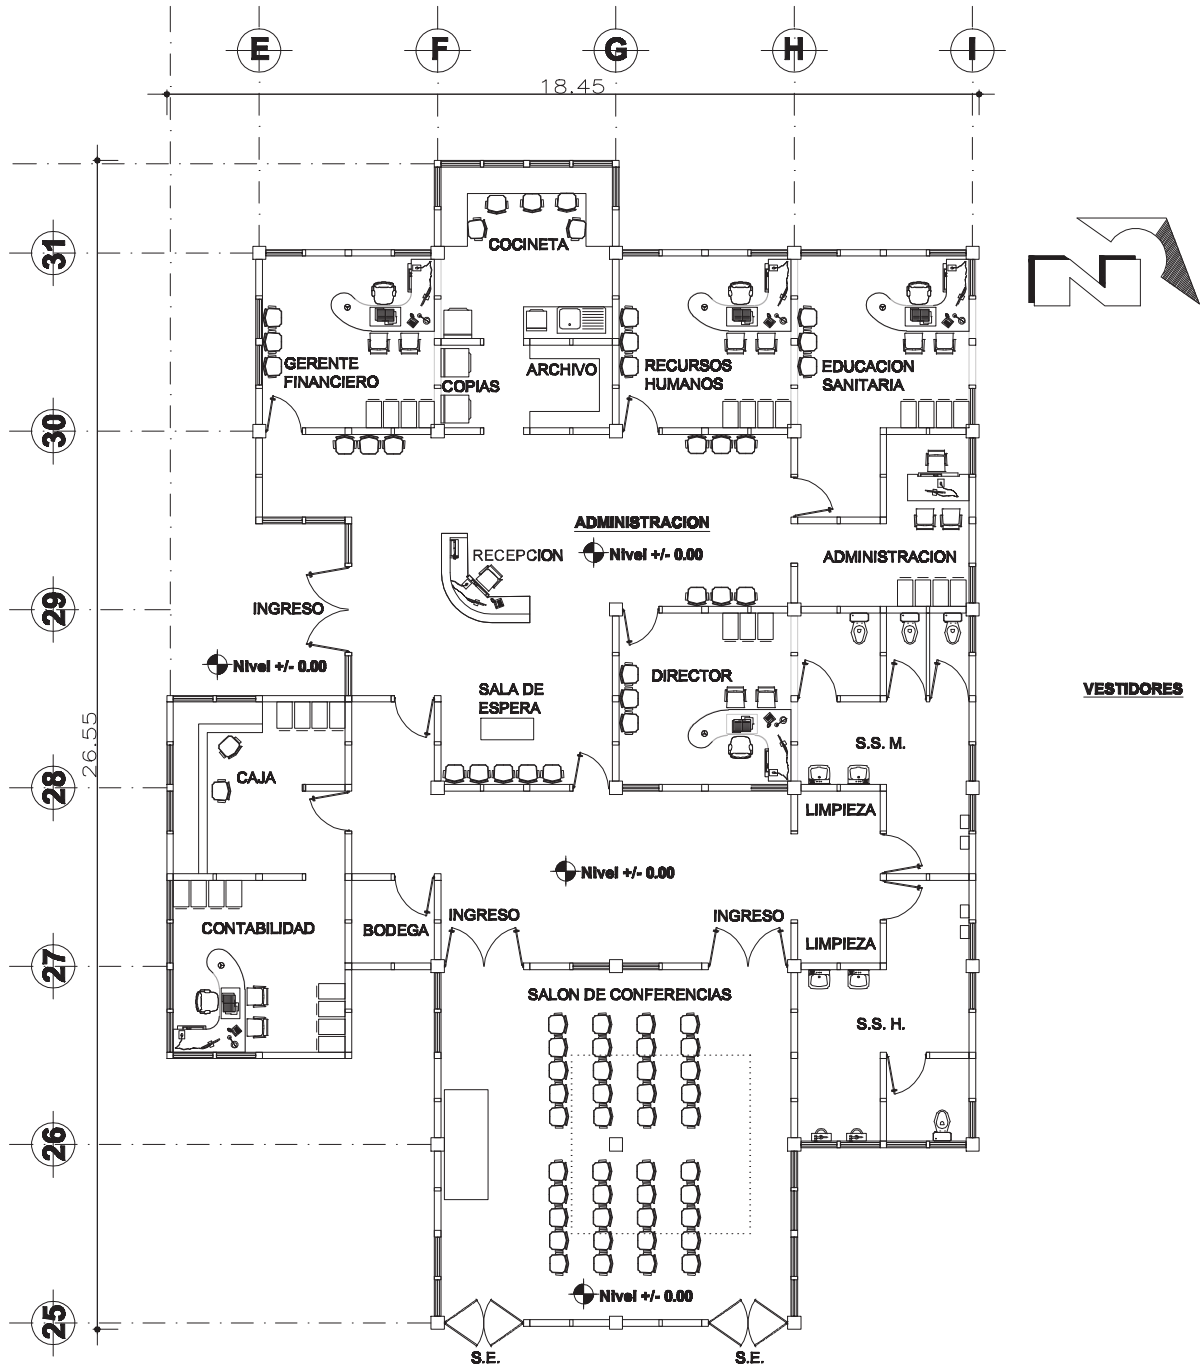 E
F
G
H
I
18.45
31
COCINETA
N
GERENTE
FINANCIERO
COPIAS
ARCHIVO
RECURSOS
HUMANOS
EDUCACION
SANITARIA
30
ADMINISTRACION
RECEPCION
Nivel +/- 0.00
ADMINISTRACION
29
INGRESO
Nivel +/- 0.00
SALA DE
ESPERA
DIRECTOR
VESTIDORES
26.55
S.S. M.
28
CAJA
LIMPIEZA
Nivel +/- 0.00
CONTABILIDAD
BODEGA
INGRESO
INGRESO
LIMPIEZA
27
SALON DE CONFERENCIAS
S.S. H.
26
Nivel +/- 0.00
25
S.E.
S.E.